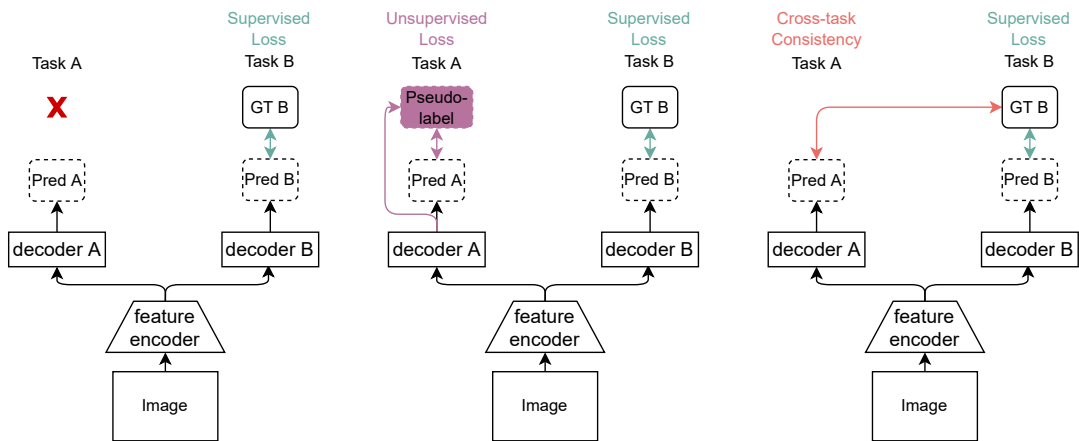 Supervised
Loss
Task A
Task B
X
GT B
Pred A
Pred B
decoder A
decoder B
feature
encoder
Image
Unsupervised
Loss
Task A
Supervised
Loss
Task B
Pseudo-
label
GT B
Pred A
Pred B
decoder A
decoder B
feature
encoder
Image
Cross-task
Consistency
Task A
Supervised
Loss
Task B
GT B
Pred A
Pred B
decoder A
decoder B
feature
encoder
Image